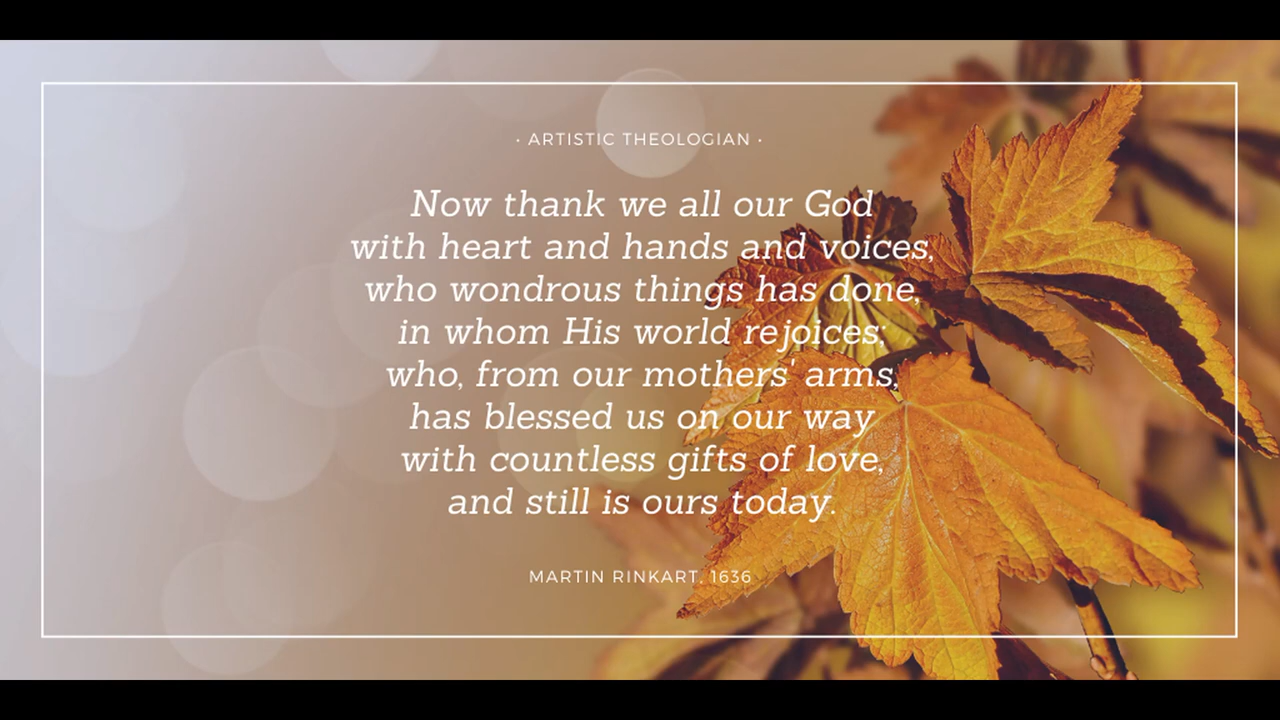 · ARTISTIC THEOLOGIAN ·
Now thank we all our God
with heart and hands and voices,
who wondrous things has done,
in whom His world rejoices;
who, from our mothers' arms,
has blessed us on our way
with countless gifts of love,
and still is ours today.
MARTIN RINKART, 1636